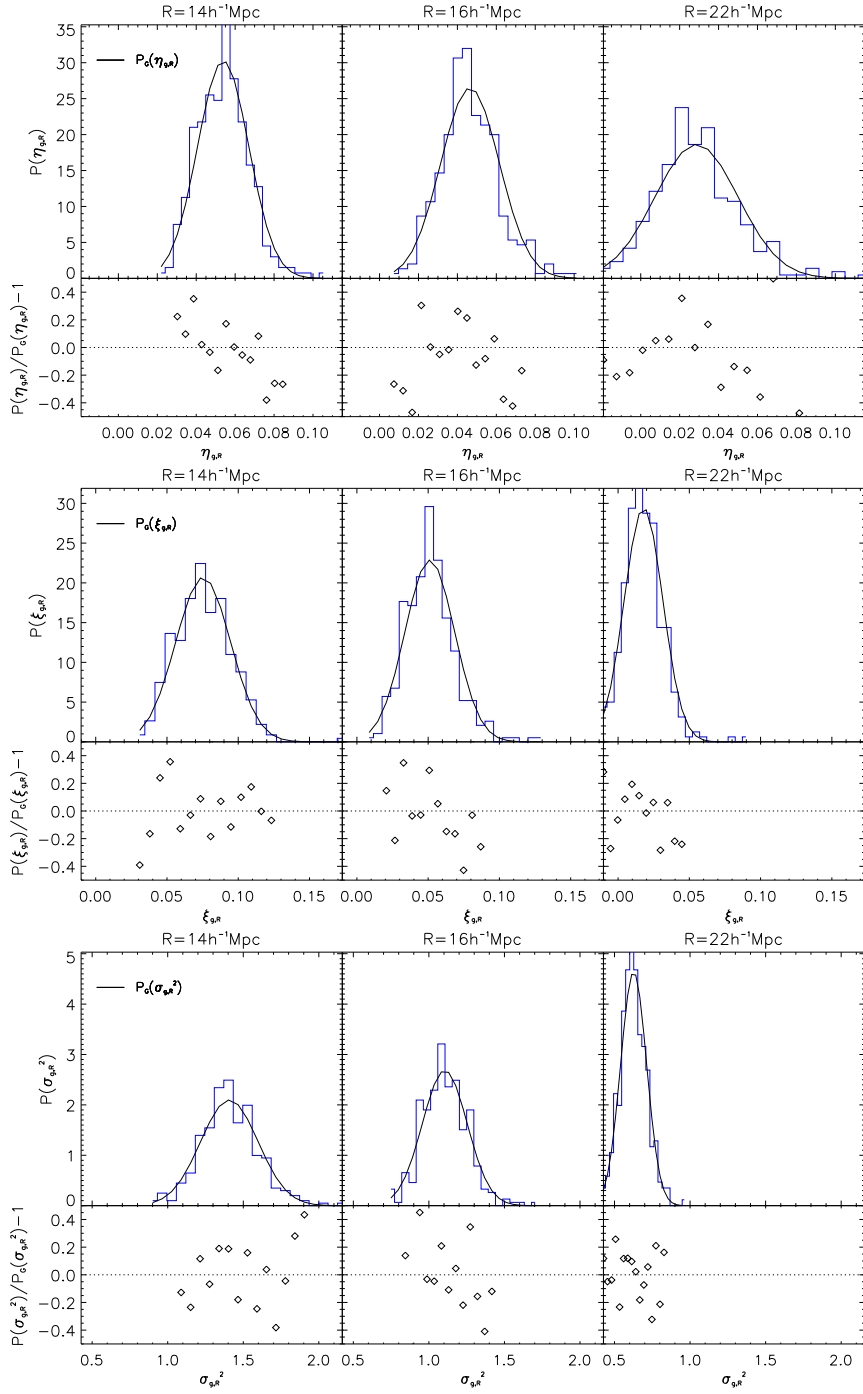 R=14h⁻¹Mpc R=16h⁻¹Mpc R=22h⁻¹Mpc
35
30
25
20
15
10
5
0
P(η_g,R)
P_G(η_g,R)
0.4
0.2
0.0
−0.2
−0.4
P(η_g,R)/P_G(η_g,R)−1
0.00 0.02 0.04 0.06 0.08 0.10 0.00 0.02 0.04 0.06 0.08 0.10 0.00 0.02 0.04 0.06 0.08 0.10
η_g,R η_g,R η_g,R
R=14h⁻¹Mpc R=16h⁻¹Mpc R=22h⁻¹Mpc
30
25
20
15
10
5
0
P(ξ_g,R)
P_G(ξ_g,R)
0.4
0.2
0.0
−0.2
−0.4
P(ξ_g,R)/P_G(ξ_g,R)−1
0.00 0.05 0.10 0.15 0.00 0.05 0.10 0.15 0.00 0.05 0.10 0.15
ξ_g,R ξ_g,R ξ_g,R
R=14h⁻¹Mpc R=16h⁻¹Mpc R=22h⁻¹Mpc
5
4
3
2
1
0
P(σ_g,R²)
P_G(σ_g,R²)
0.4
0.2
0.0
−0.2
−0.4
P(σ_g,R²)/P_G(σ_g,R²)−1
0.5 1.0 1.5 2.0 0.5 1.0 1.5 2.0 0.5 1.0 1.5 2.0
σ_g,R² σ_g,R² σ_g,R²